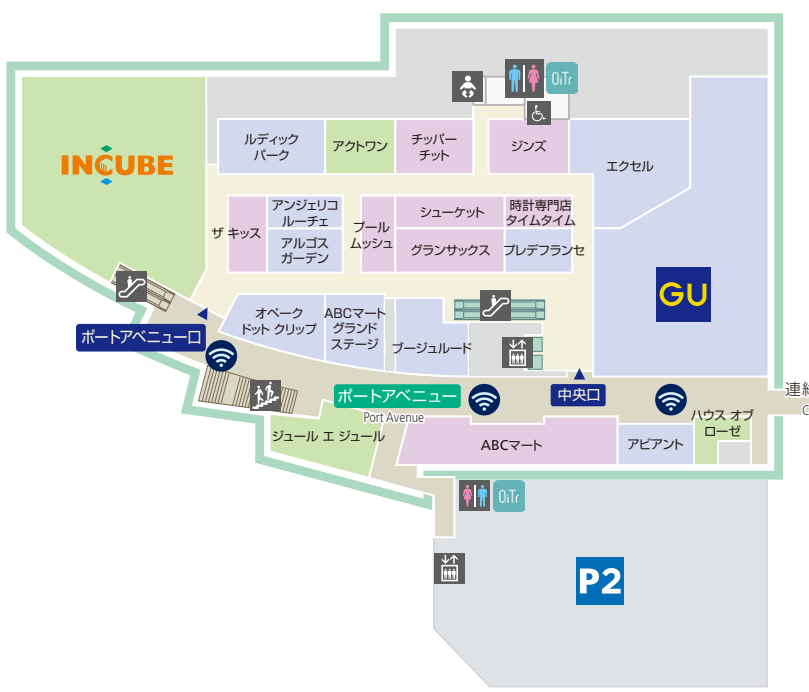 OiTr
ルディック
パーク
アクトワン
チッパー
チット
ジンズ
エクセル
INCUBE
ザ キッス
アンジェリコ
ルーチェ
アルゴス
ガーデン
プール
ムッシュ
シューケット
グランサックス
時計専門店
タイムタイム
プレデフランセ
GU
オペーク
ドット クリップ
ABCマート
グランド
ステージ
ブージュルード
ポートアベニュー口
ポートアベニュー
Port Avenue
中央口
連絡
ハウス オブ
ローゼ
ジュール エ ジュール
ABCマート
アビアント
OiTr
P2